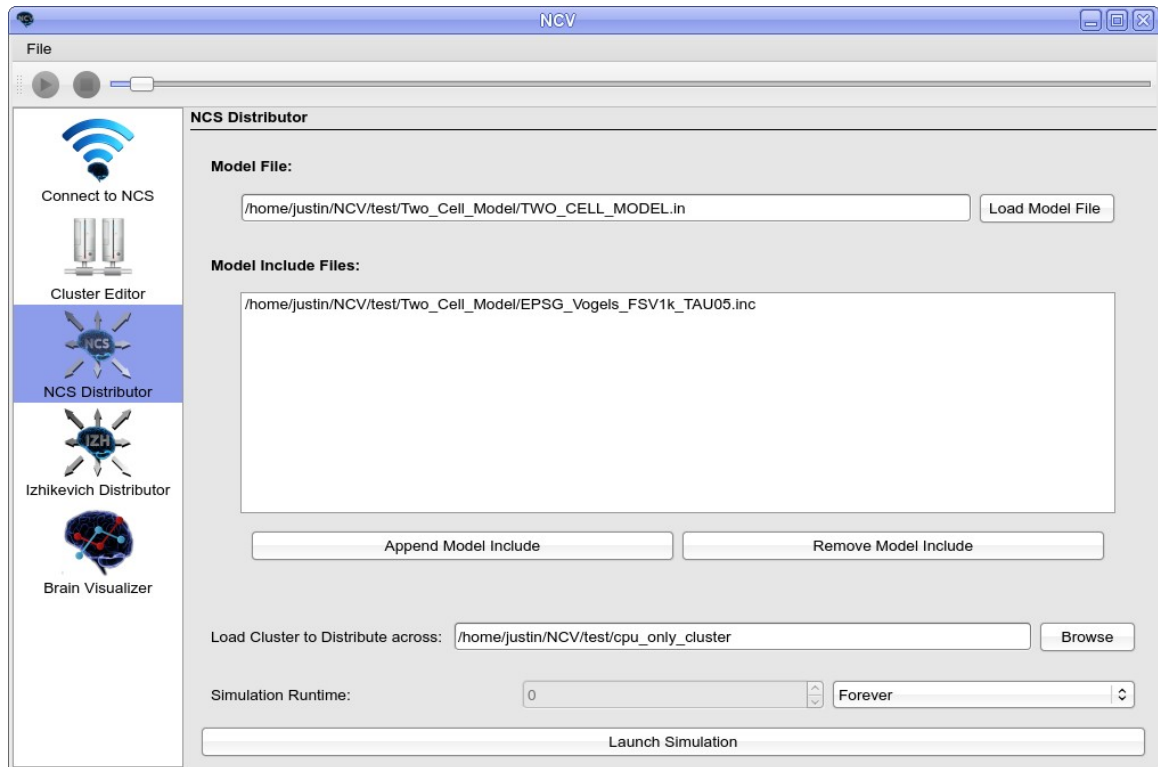 NCV
File
Connect to NCS
Cluster Editor
NCS
NCS Distributor
IZH
Izhikevich Distributor
Brain Visualizer
NCS Distributor
Model File:
/home/justin/NCV/test/Two_Cell_Model/TWO_CELL_MODEL.in Load Model File
Model Include Files:
/home/justin/NCV/test/Two_Cell_Model/EPSG_Vogels_FSV1k_TAU05.inc
Append Model Include Remove Model Include
Load Cluster to Distribute across: /home/justin/NCV/test/cpu_only_cluster Browse
Simulation Runtime: 0 Forever
Launch Simulation